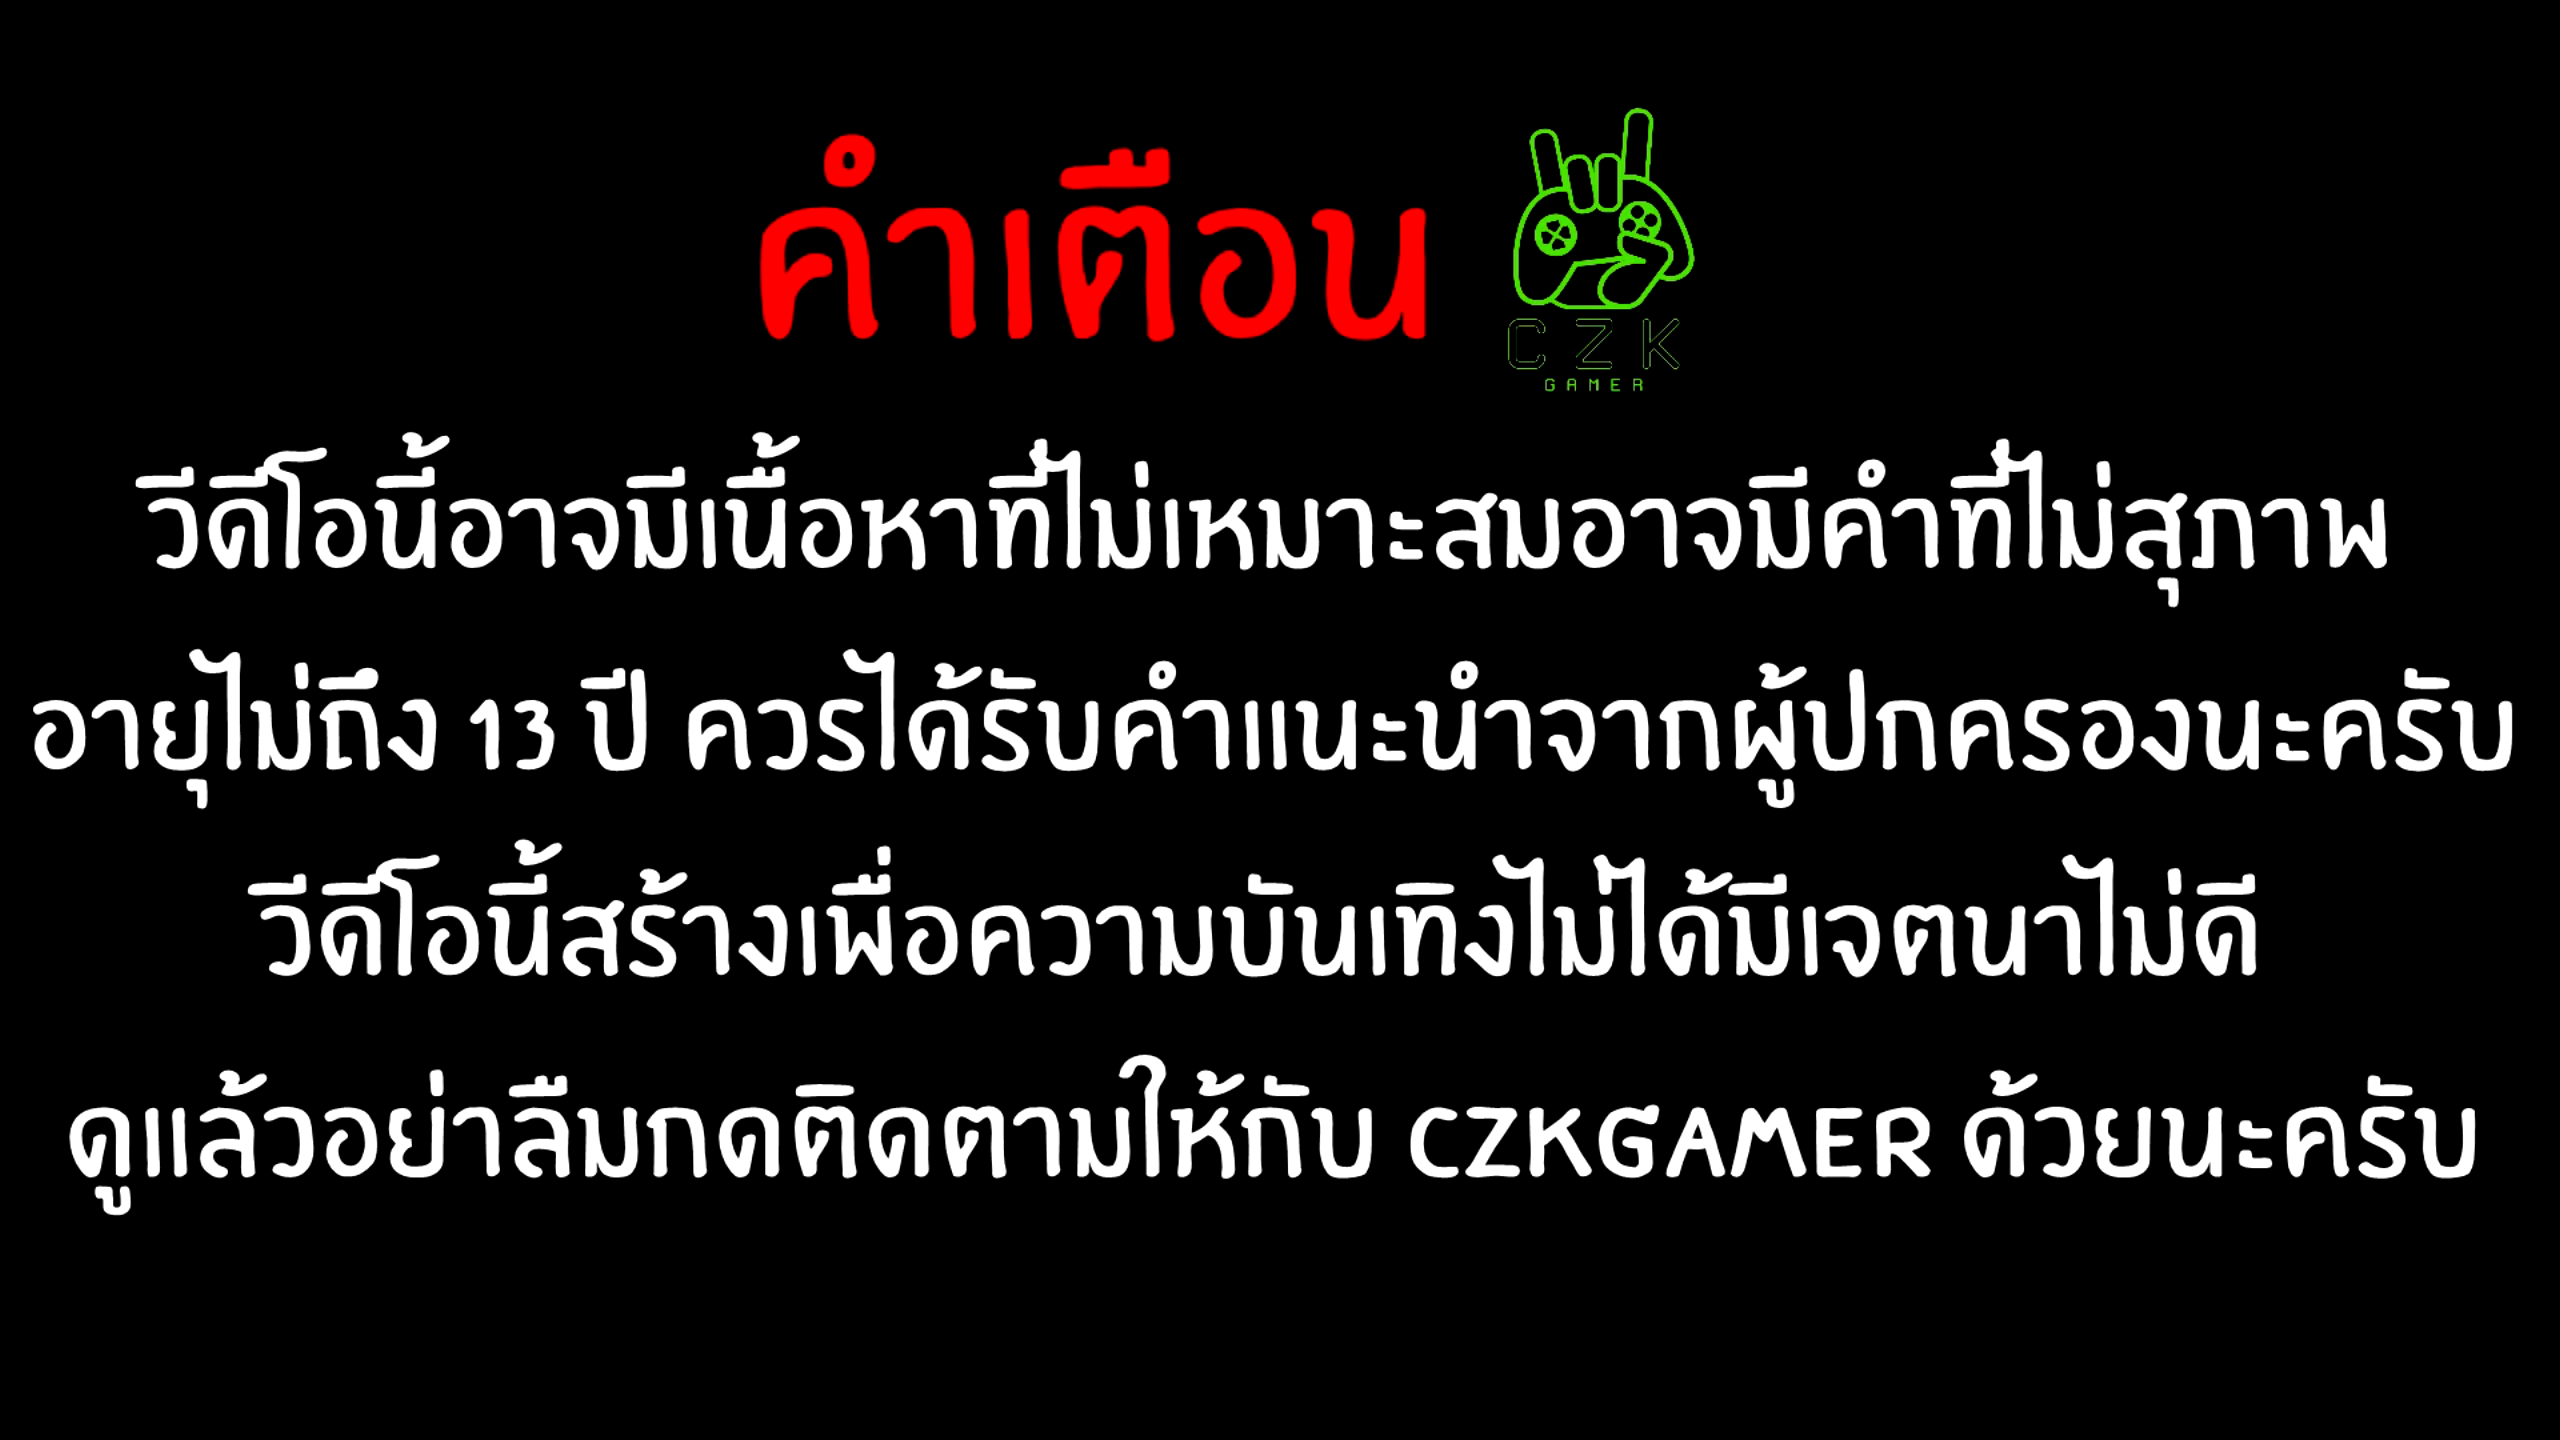 คำเตือน
CZK
GAMER
วีดีโอนี้อาจมีเนื้อหาที่ไม่เหมาะสมอาจมีคำที่ไม่สุภาพ
อายุไม่ถึง 13 ปี ควรได้รับคำแนะนำจากผู้ปกครองนะครับ
วีดีโอนี้สร้างเพื่อความบันเทิงไม่ได้มีเจตนาไม่ดี
ดูแล้วอย่าลืมกดติดตามให้กับ CZKGAMER ด้วยนะครับ